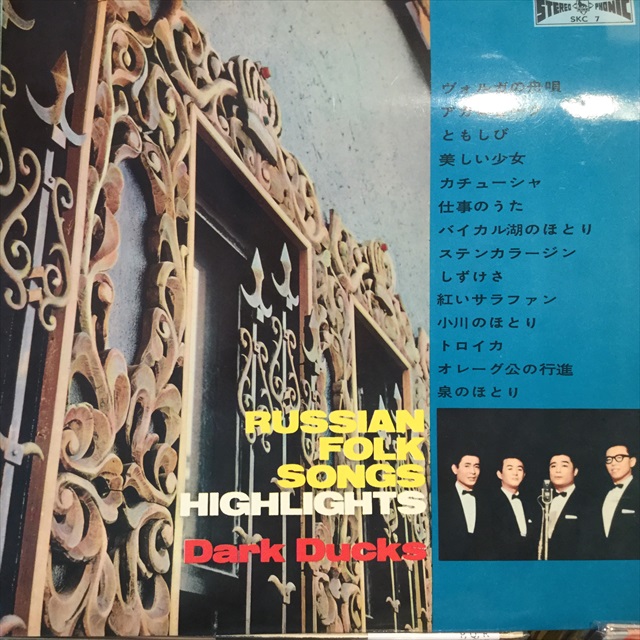 STEREO PHONIC
SKC 7
ヴォルガの舟唄
ともしび
美しい少女
カチューシャ
仕事のうた
バイカル湖のほとり
ステンカラージン
しずけさ
紅いサラファン
小川のほとり
トロイカ
オレーグ公の行進
泉のほとり
RUSSIAN
FOLK
SONGS
HIGHLIGHTS
Dark Ducks